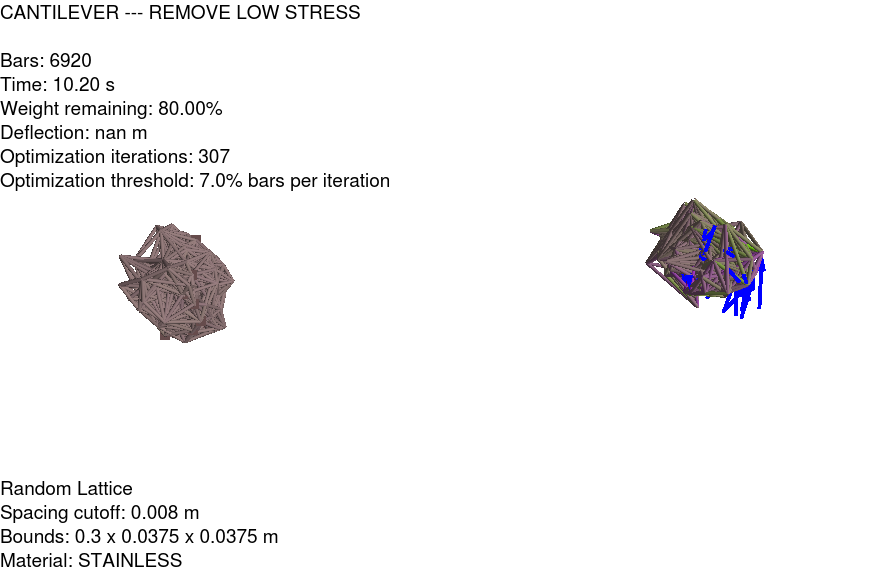 CANTILEVER --- REMOVE LOW STRESS
Bars: 6920
Time: 10.20 s
Weight remaining: 80.00%
Deflection: nan m
Optimization iterations: 307
Optimization threshold: 7.0% bars per iteration
Random Lattice
Spacing cutoff: 0.008 m
Bounds: 0.3 x 0.0375 x 0.0375 m
Material: STAINLESS